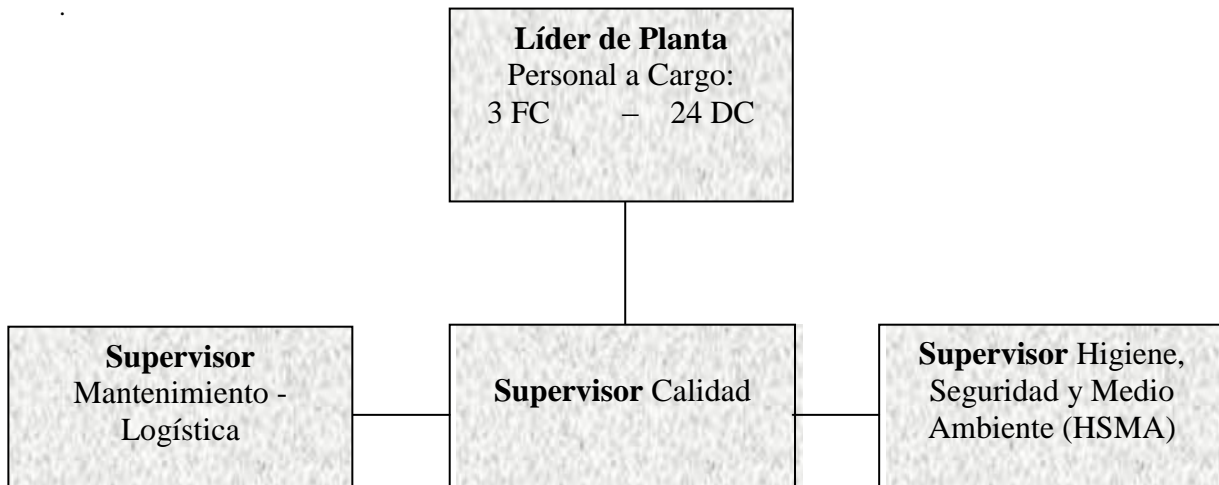 .
Líder de Planta
Personal a Cargo:
3 FC – 24 DC
Supervisor
Mantenimiento -
Logística
Supervisor Calidad
Supervisor Higiene,
Seguridad y Medio
Ambiente (HSMA)